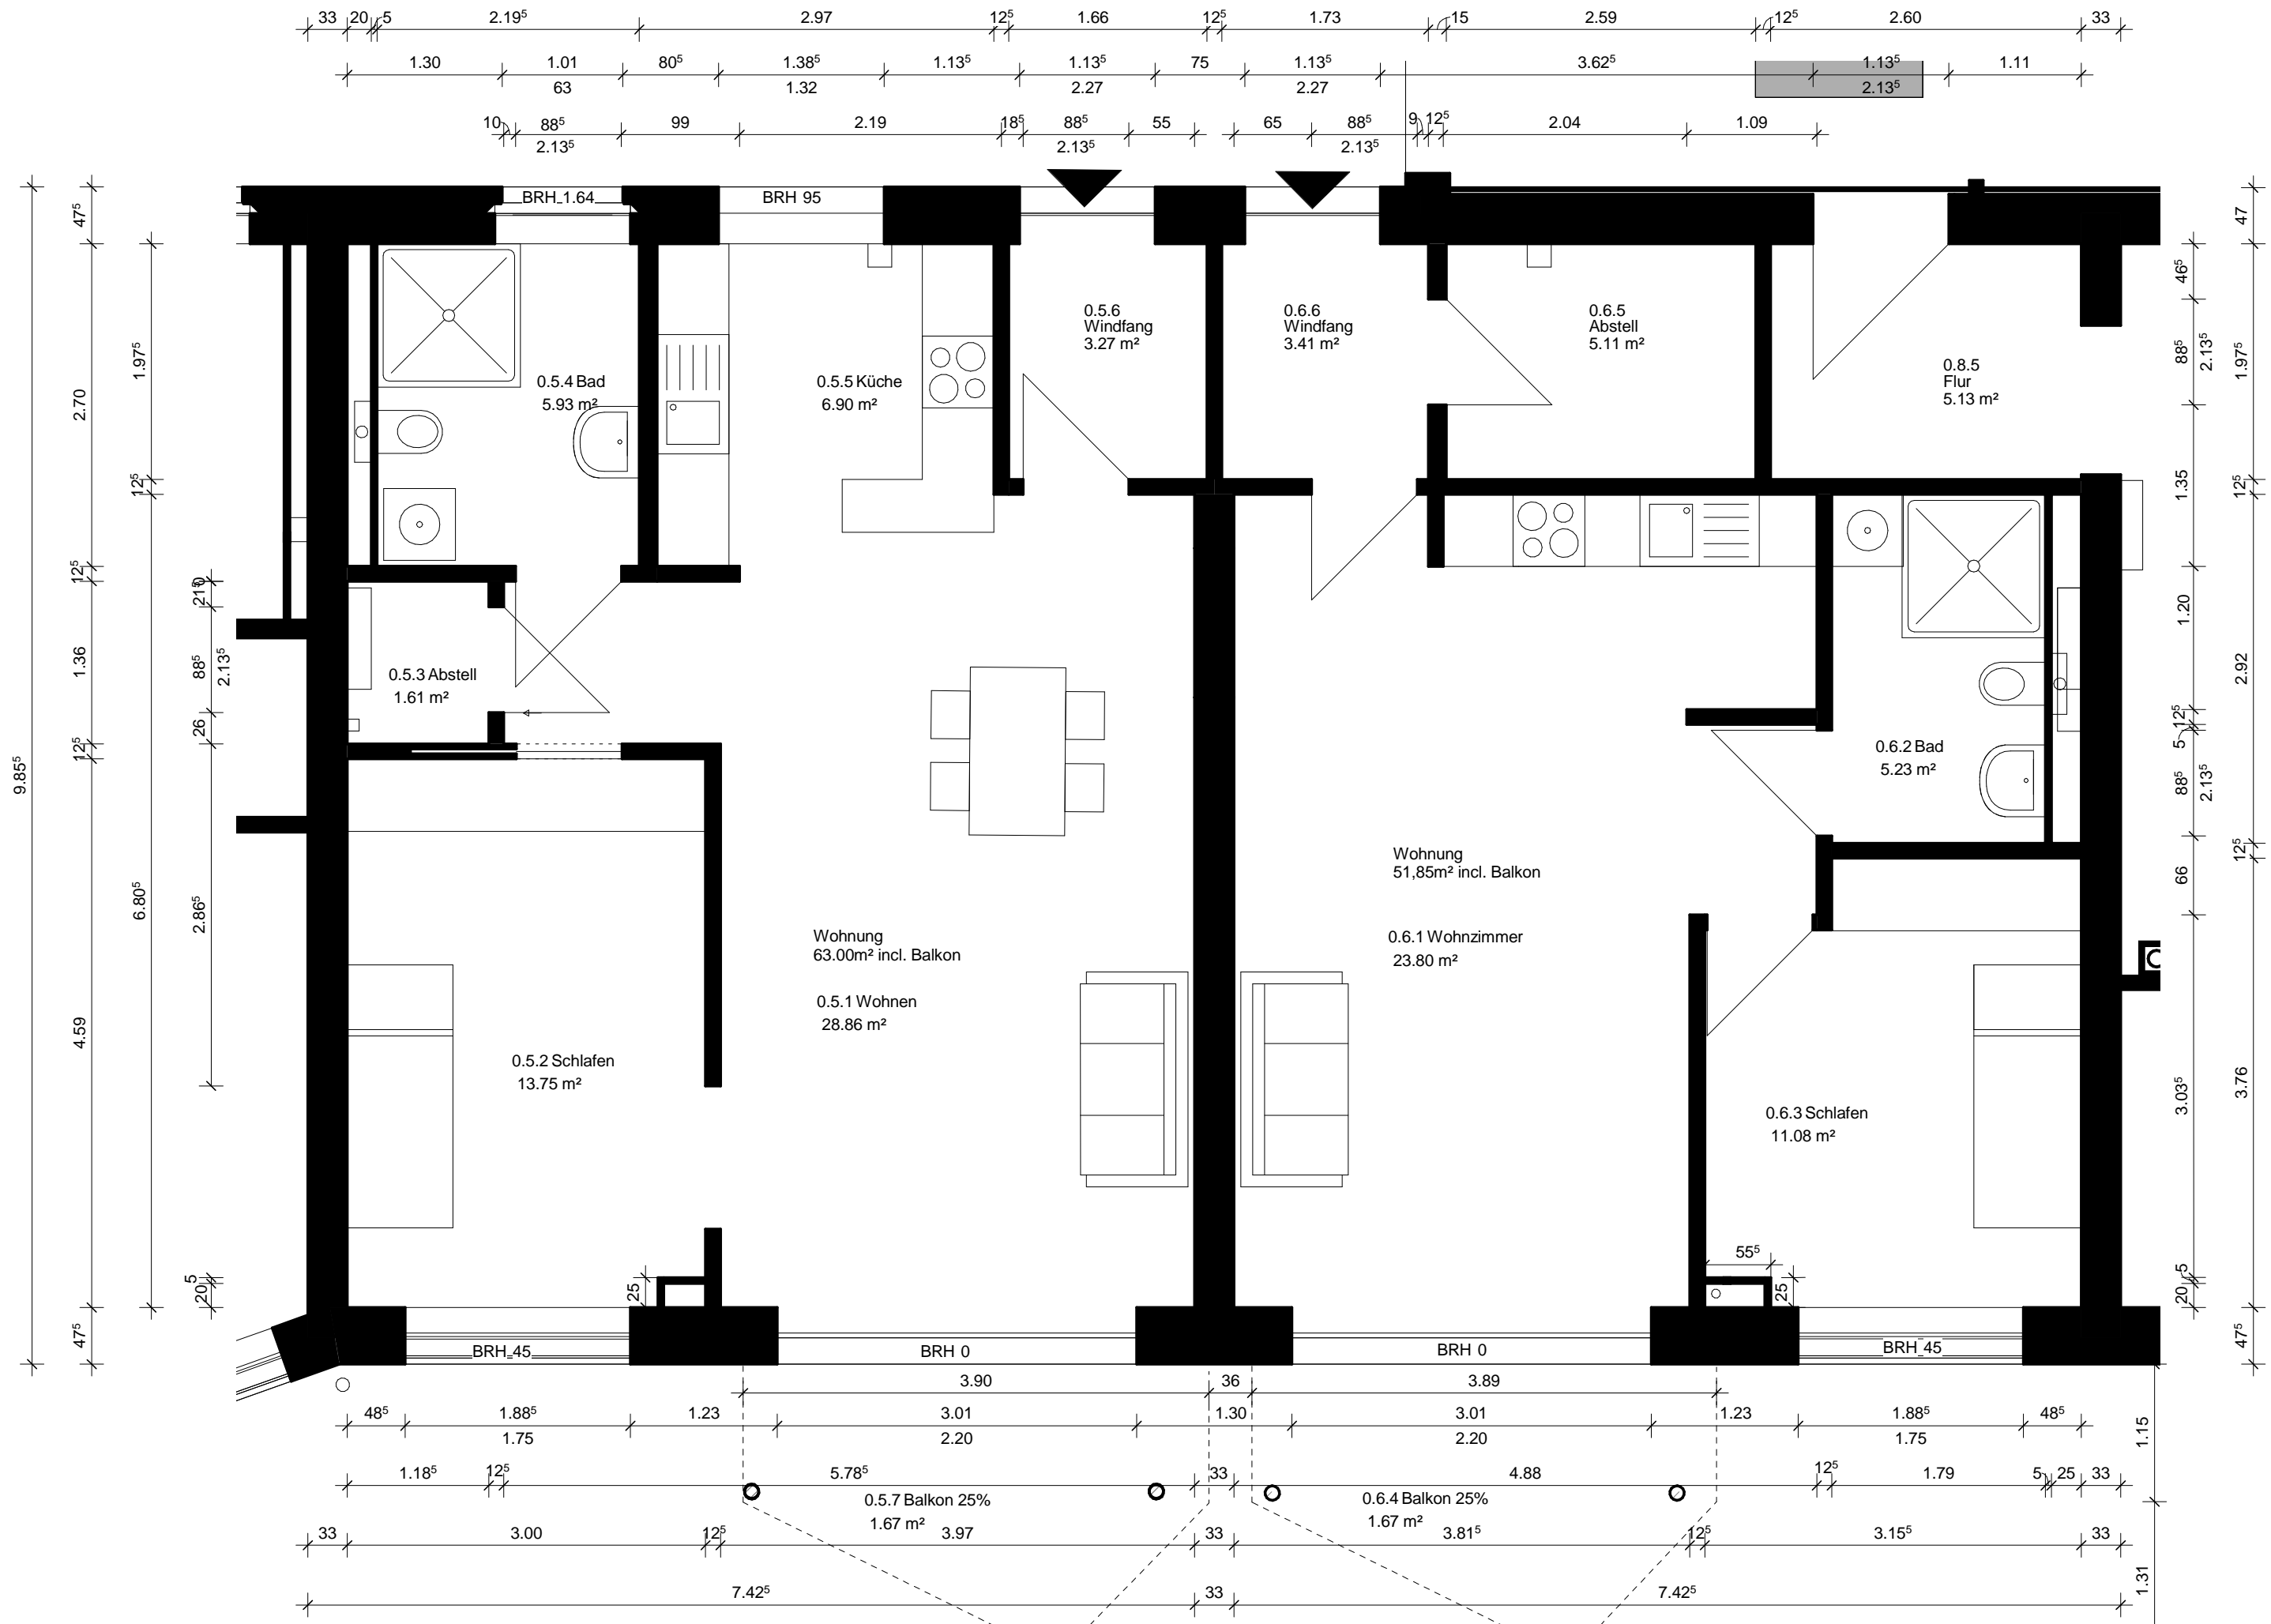 33 20 5 2.19⁵ 2.97 12⁵ 1.66 12⁵ 1.73 15 2.59 12⁵ 2.60 33
1.30 1.01 80⁵ 1.38⁵ 1.13⁵ 1.13⁵ 75 1.13⁵ 3.62⁵ 1.13⁵ 1.11
63 1.32 2.27 2.27 2.13⁵
10 88⁵ 99 2.19 18⁵ 88⁵ 55 65 88⁵ 9 12⁵ 2.04 1.09
2.13⁵ 2.13⁵ 2.13⁵
BRH 1.64
BRH 95
9.85⁵
47⁵
2.70
12⁵
1.36
12⁵
4.59
47⁵
1.97⁵
12⁵
6.80⁵
21⁵
88⁵
2.13⁵
26
2.86⁵
5
20
0.5.4 Bad
5.93 m²
0.5.5 Küche
6.90 m²
0.5.6
Windfang
3.27 m²
0.6.6
Windfang
3.41 m²
0.6.5
Abstell
5.11 m²
0.8.5
Flur
5.13 m²
0.5.3 Abstell
1.61 m²
0.6.2 Bad
5.23 m²
Wohnung
63.00m² incl. Balkon
0.5.1 Wohnen
28.86 m²
Wohnung
51,85m² incl. Balkon
0.6.1 Wohnzimmer
23.80 m²
0.5.2 Schlafen
13.75 m²
0.6.3 Schlafen
11.08 m²
25
55⁵
25
46⁵
88⁵
2.13⁵
1.35
1.20
12⁵
5
88⁵
2.13⁵
66
3.03⁵
5
20
47
1.97⁵
12⁵
2.92
12⁵
3.76
47⁵
BRH 45
BRH 0
BRH 0
BRH 45
3.90 36 3.89
48⁵ 1.88⁵ 1.23 3.01 1.30 3.01 1.23 1.88⁵ 48⁵
1.75 2.20 2.20 1.75
1.15
1.18⁵ 12⁵ 5.78⁵ 33 4.88 12⁵ 1.79 5 25 33
0.5.7 Balkon 25%
1.67 m²
0.6.4 Balkon 25%
1.67 m²
33 3.00 12⁵ 3.97 33 3.81⁵ 12⁵ 3.15⁵ 33
1.31
7.42⁵ 33 7.42⁵